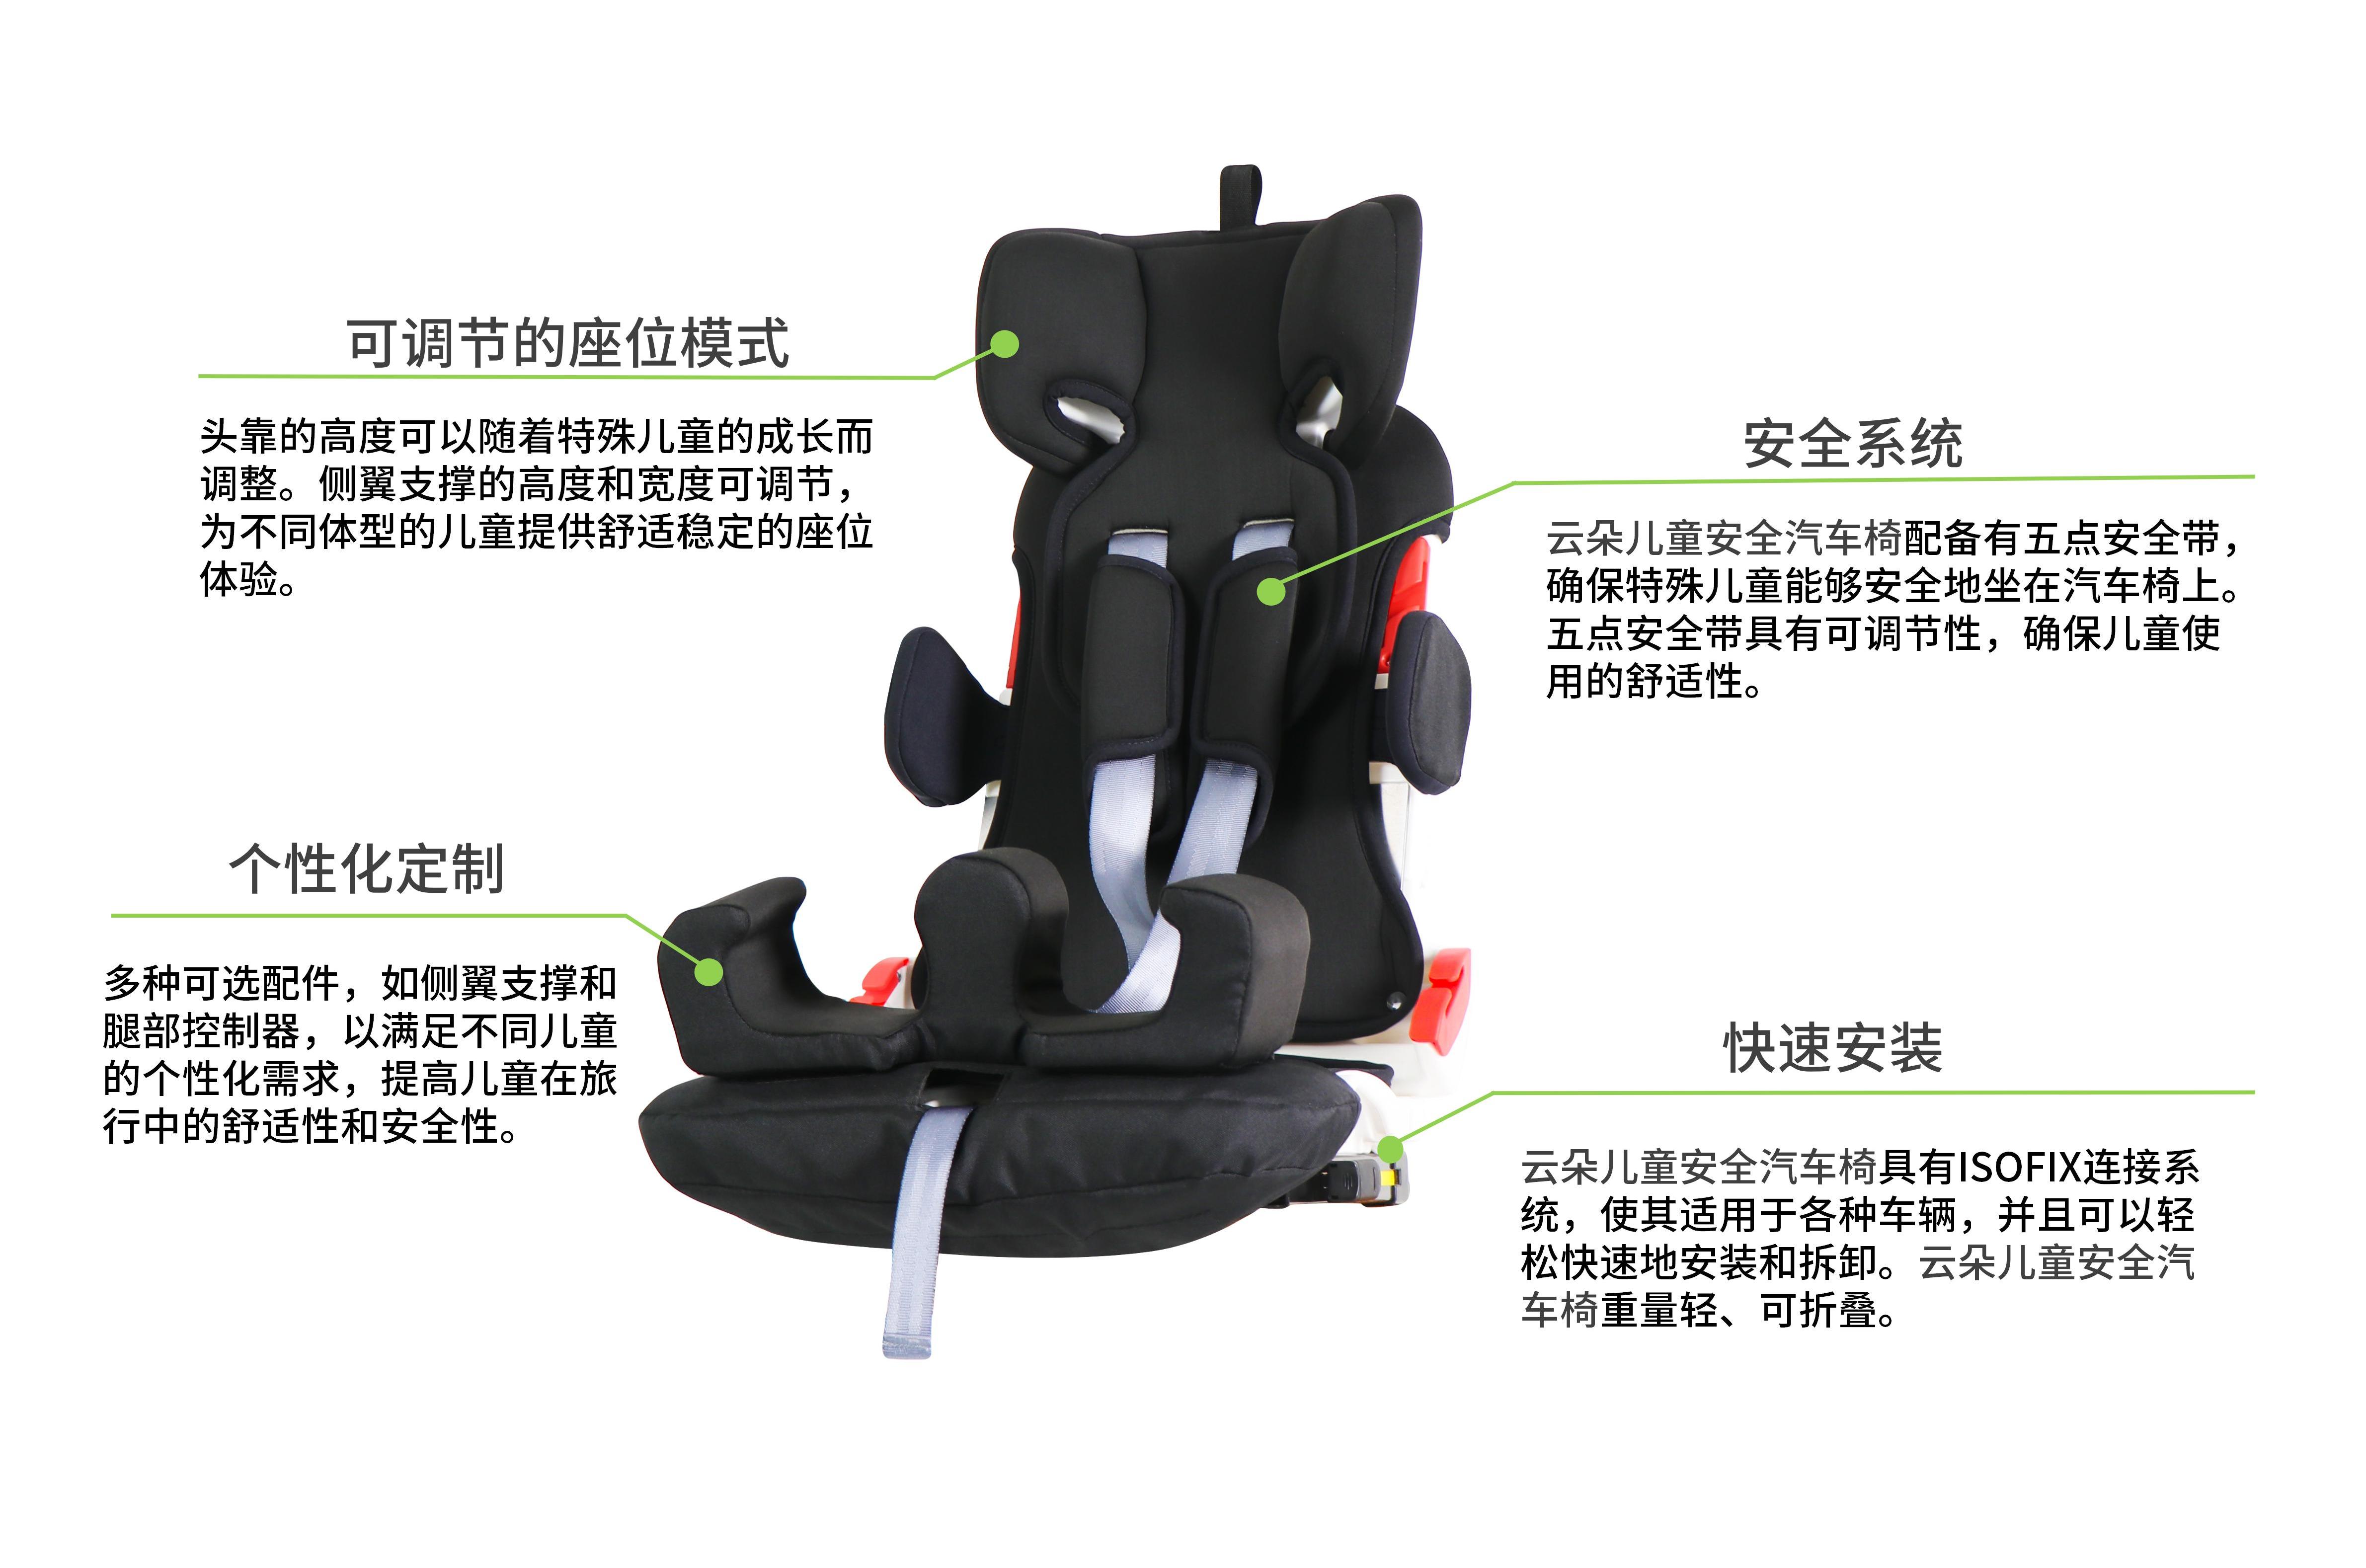 可调节的座位模式
头靠的高度可以随着特殊儿童的成长而
调整。侧翼支撑的高度和宽度可调节，
为不同体型的儿童提供舒适稳定的座位
体验。
安全系统
云朵儿童安全汽车椅配备有五点安全带，
确保特殊儿童能够安全地坐在汽车椅上。
五点安全带具有可调节性，确保儿童使
用的舒适性。
个性化定制
多种可选配件，如侧翼支撑和
腿部控制器，以满足不同儿童
的个性化需求，提高儿童在旅
行中的舒适性和安全性。
快速安装
云朵儿童安全汽车椅具有ISOFIX连接系
统，使其适用于各种车辆，并且可以轻
松快速地安装和拆卸。云朵儿童安全汽
车椅重量轻、可折叠。